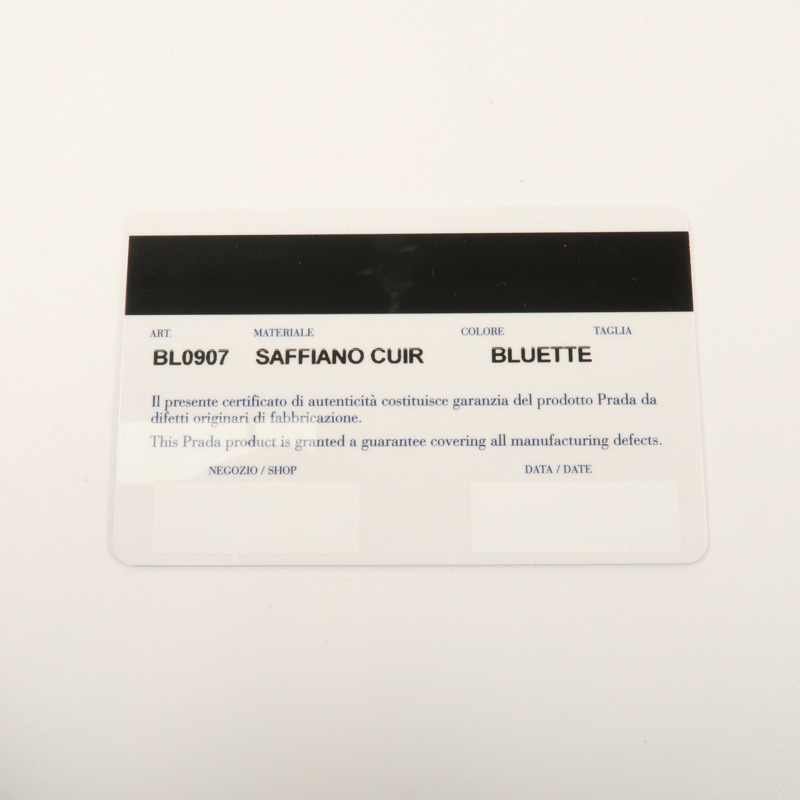 ART. MATERIALE COLORE TAGLIA
BL0907 SAFFIANO CUIR BLUETTE
Il presente certificato di autenticità costituisce garanzia del prodotto Prada da
difetti originari di fabbricazione.
This Prada product is granted a guarantee covering all manufacturing defects.
NEGOZIO / SHOP DATA / DATE